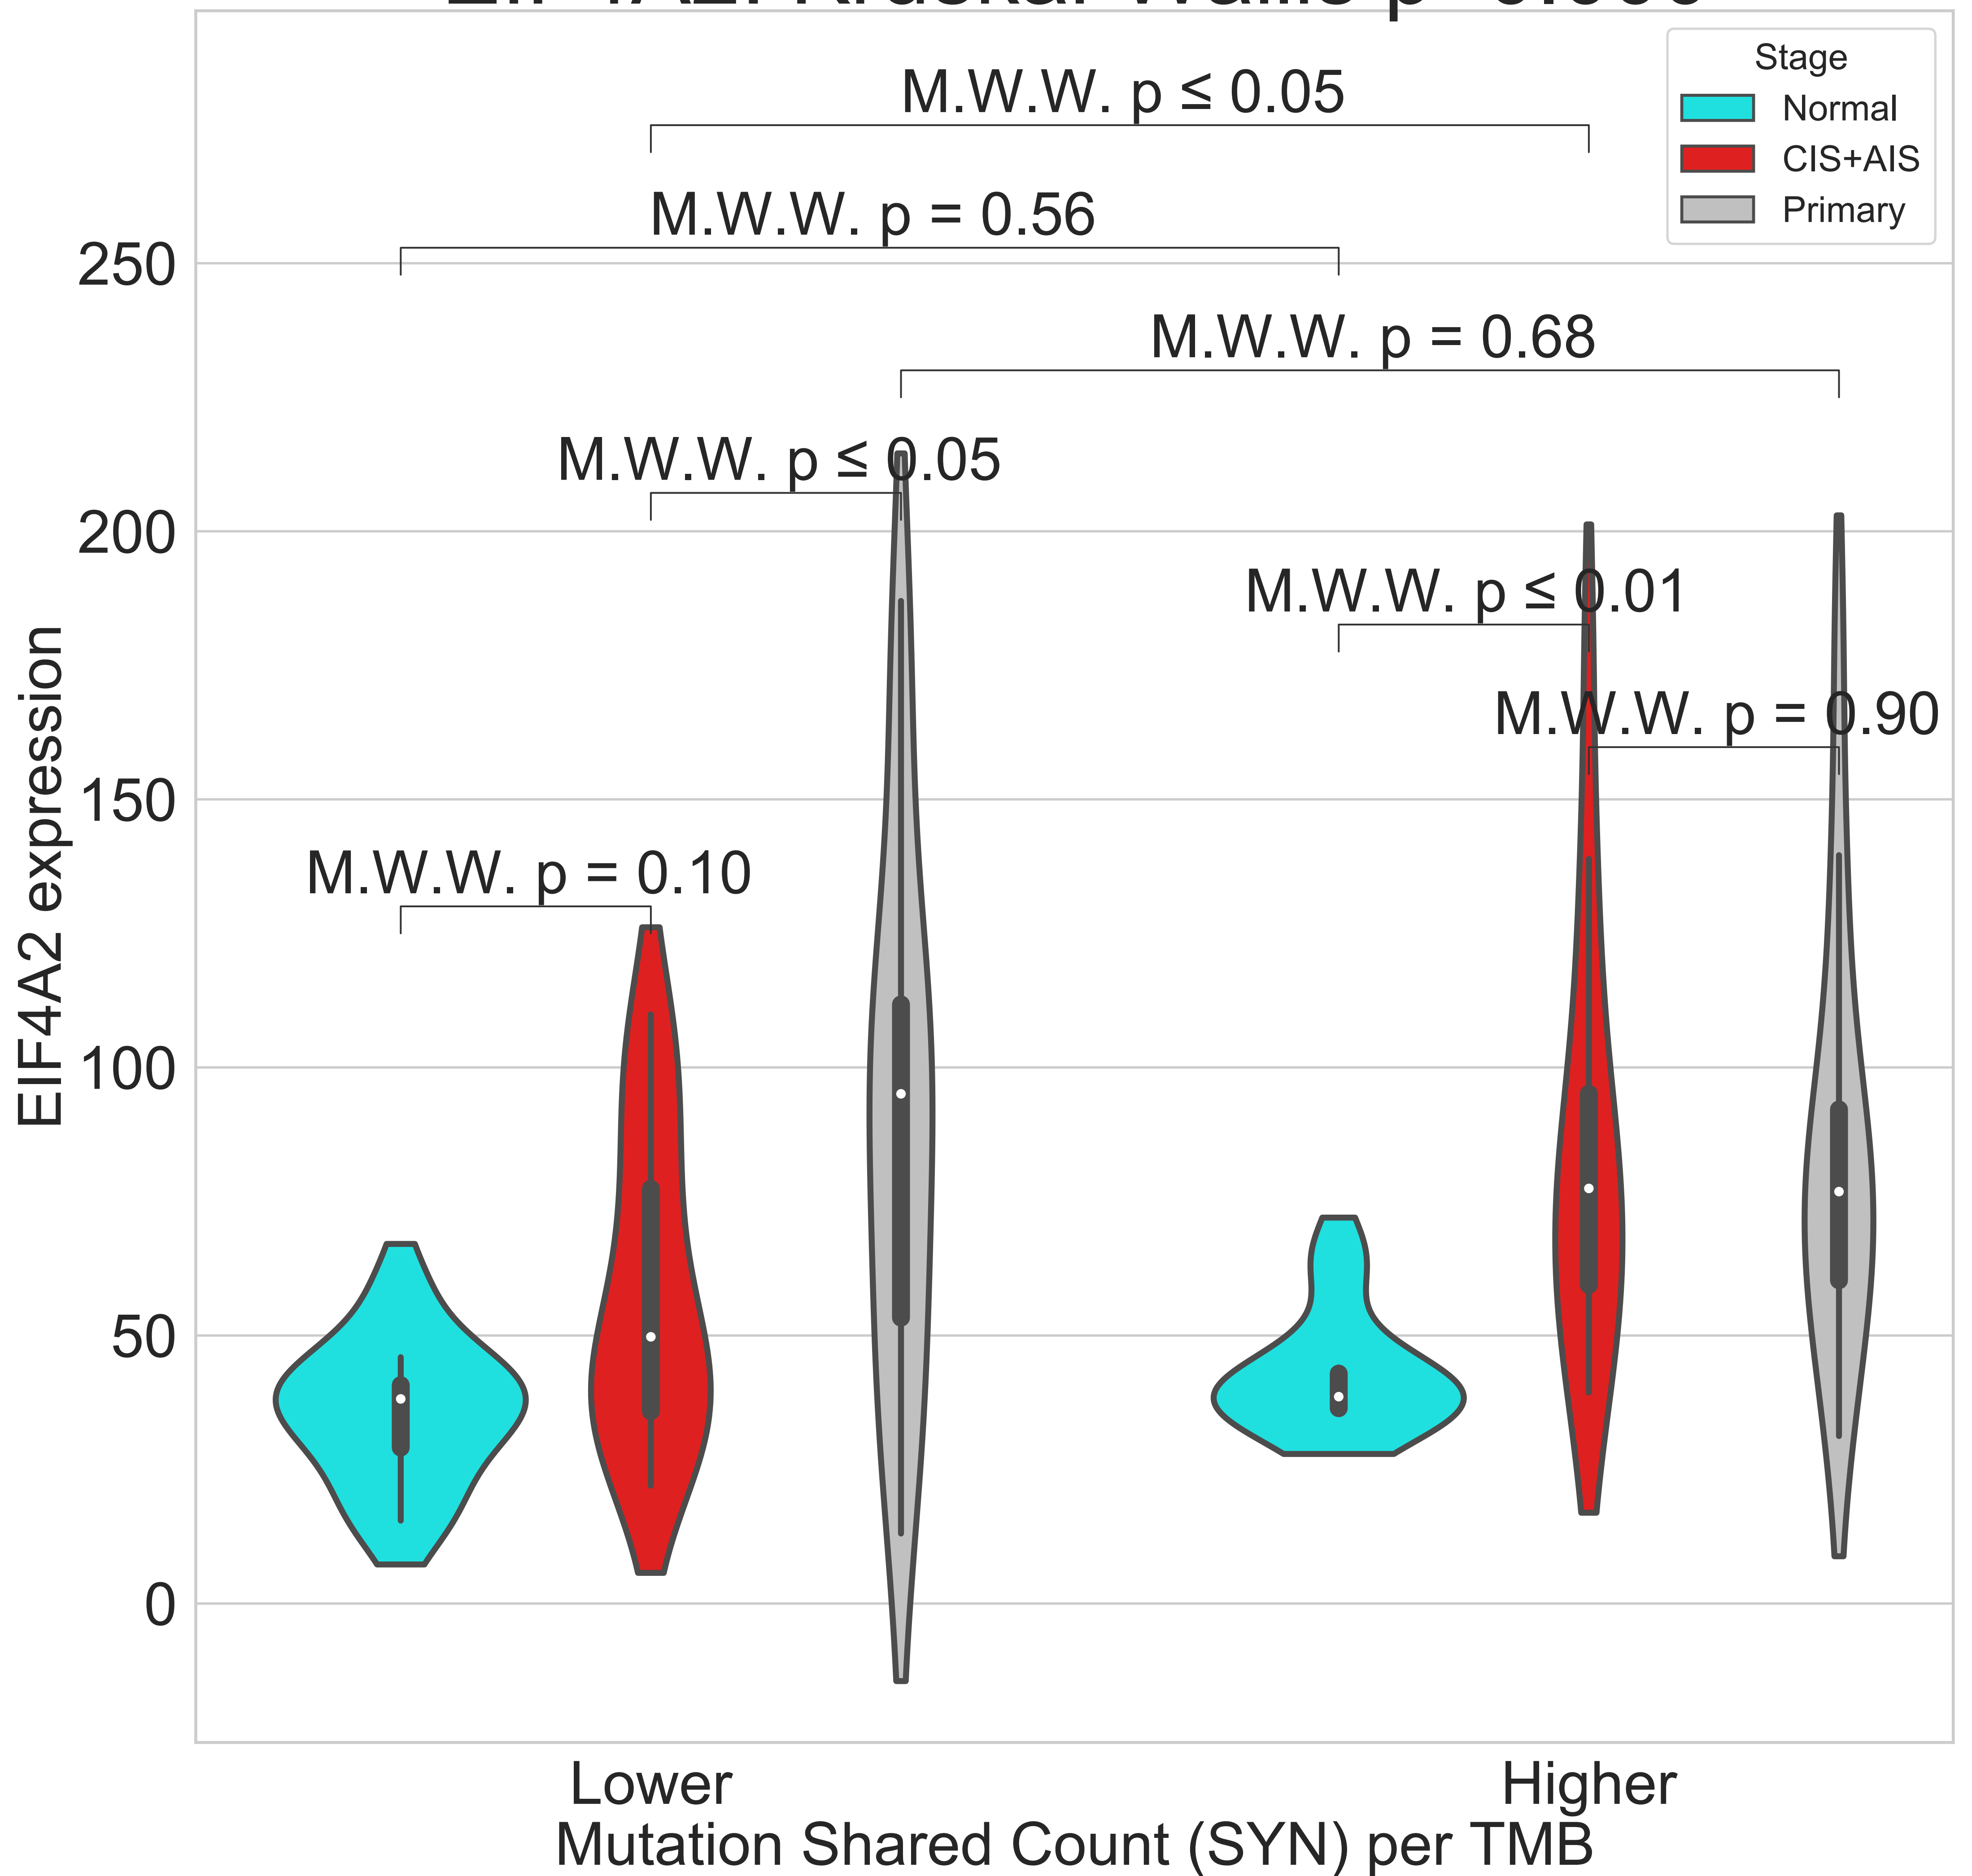 M.W.W. p ≤ 0.05
M.W.W. p = 0.56
M.W.W. p = 0.68
M.W.W. p ≤ 0.05
M.W.W. p ≤ 0.01
M.W.W. p = 0.90
M.W.W. p = 0.10
Stage
Normal
CIS+AIS
Primary
EIF4A2 expression
250
200
150
100
50
0
Lower
Higher
Mutation Shared Count (SYN) per TMB